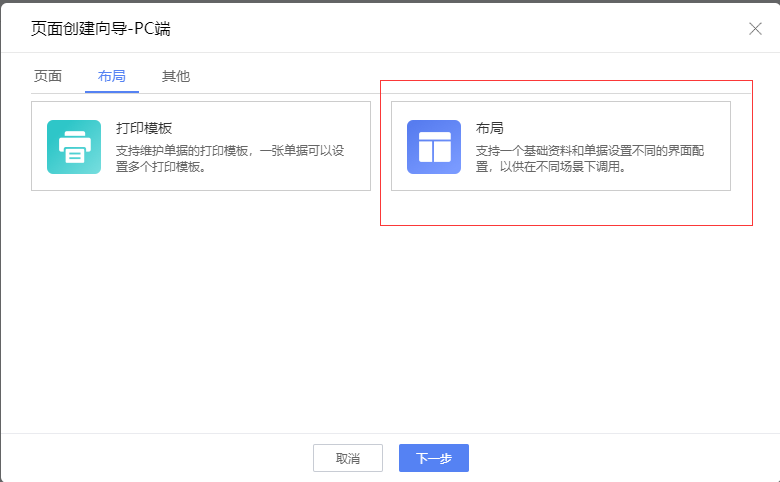 页面创建向导-PC端
页面
布局
其他
打印模板
支持维护单据的打印模板，一张单据可以设
置多个打印模板。
布局
支持一个基础资料和单据设置不同的界面配
置，以供在不同场景下调用。
取消
下一步